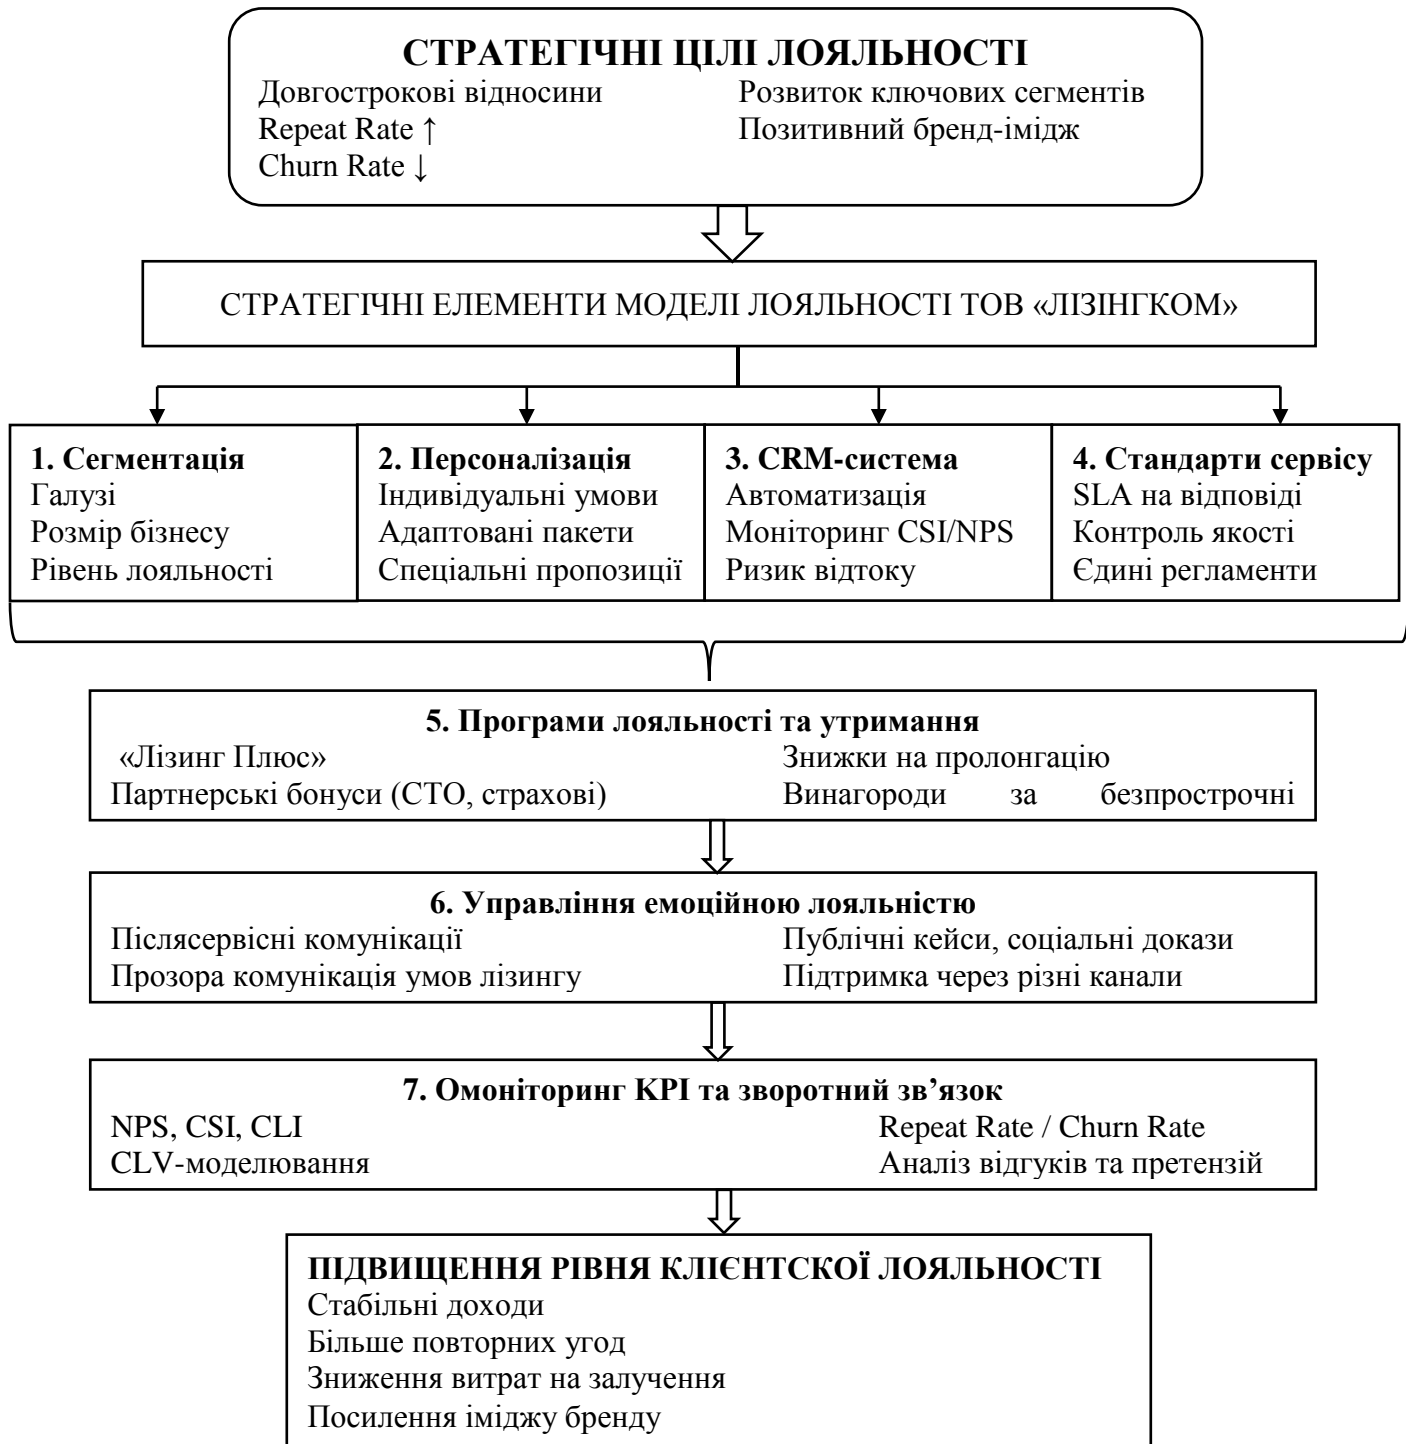 СТРАТЕГІЧНІ ЦІЛІ ЛОЯЛЬНОСТІ
Довгострокові відносини
Repeat Rate ↑
Churn Rate ↓
Розвиток ключових сегментів
Позитивний бренд-імідж
СТРАТЕГІЧНІ ЕЛЕМЕНТИ МОДЕЛІ ЛОЯЛЬНОСТІ ТОВ «ЛІЗІНГКОМ»
1. Сегментація
Галузі
Розмір бізнесу
Рівень лояльності
2. Персоналізація
Індивідуальні умови
Адаптовані пакети
Спеціальні пропозиції
3. CRM-система
Автоматизація
Моніторинг CSI/NPS
Ризик відтоку
4. Стандарти сервісу
SLA на відповіді
Контроль якості
Єдині регламенти
5. Програми лояльності та утримання
«Лізинг Плюс»
Партнерські бонуси (СТО, страхові)
Знижки на пролонгацію
Винагороди за безпрострочні
6. Управління емоційною лояльністю
Післясервісні комунікації
Прозора комунікація умов лізингу
Публічні кейси, соціальні докази
Підтримка через різні канали
7. Омоніторинг KPI та зворотний зв’язок
NPS, CSI, CLI
CLV-моделювання
Repeat Rate / Churn Rate
Аналіз відгуків та претензій
ПІДВИЩЕННЯ РІВНЯ КЛІЄНТСКОЇ ЛОЯЛЬНОСТІ
Стабільні доходи
Більше повторних угод
Зниження витрат на залучення
Посилення іміджу бренду